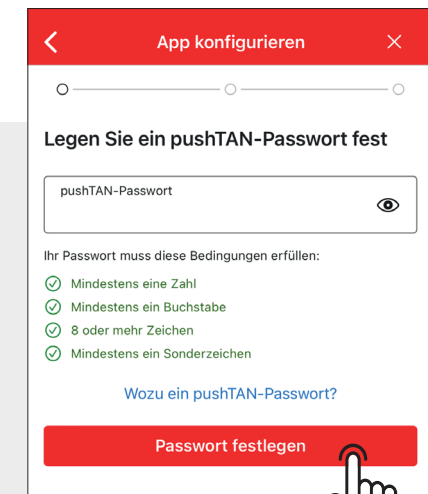 App konfigurieren
Legen Sie ein pushTAN-Passwort fest
pushTAN-Passwort
Ihr Passwort muss diese Bedingungen erfüllen:
Mindestens eine Zahl
Mindestens ein Buchstabe
8 oder mehr Zeichen
Mindestens ein Sonderzeichen
Wozu ein pushTAN-Passwort?
Passwort festlegen